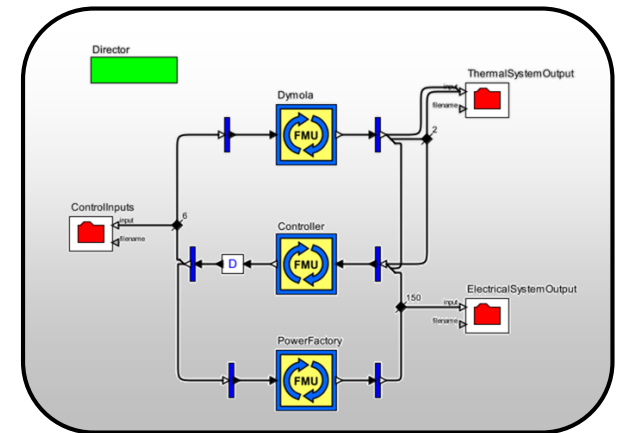 Director
ThermalSystemOutput
Dymola
input
filename
FMU
2
ControlInputs
input
6
filename
Controller
D
FMU
ElectricalSystemOutput
150
input
filename
PowerFactory
FMU